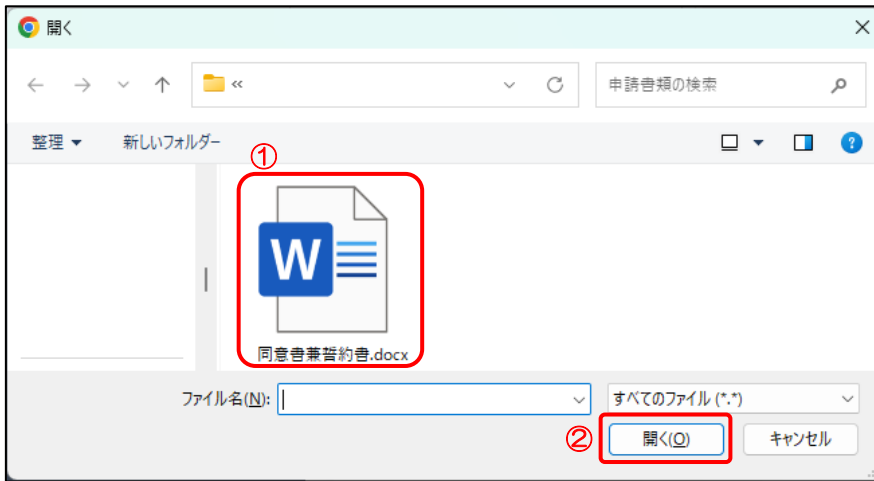 開く
<<
申請書類の検索
整理 新しいフォルダー
?
①
W
同意書兼誓約書.docx
ファイル名(N):
すべてのファイル (*.*)
②
開く(O)
キャンセル